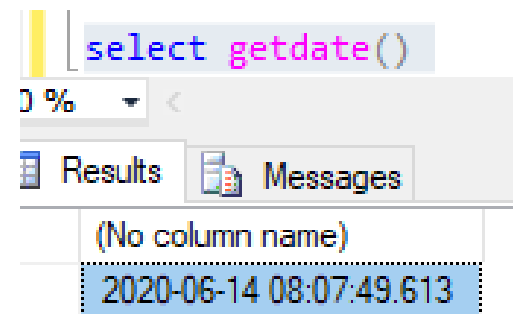 select getdate()
0 %
Results Messages
(No column name)
2020-06-14 08:07:49.613